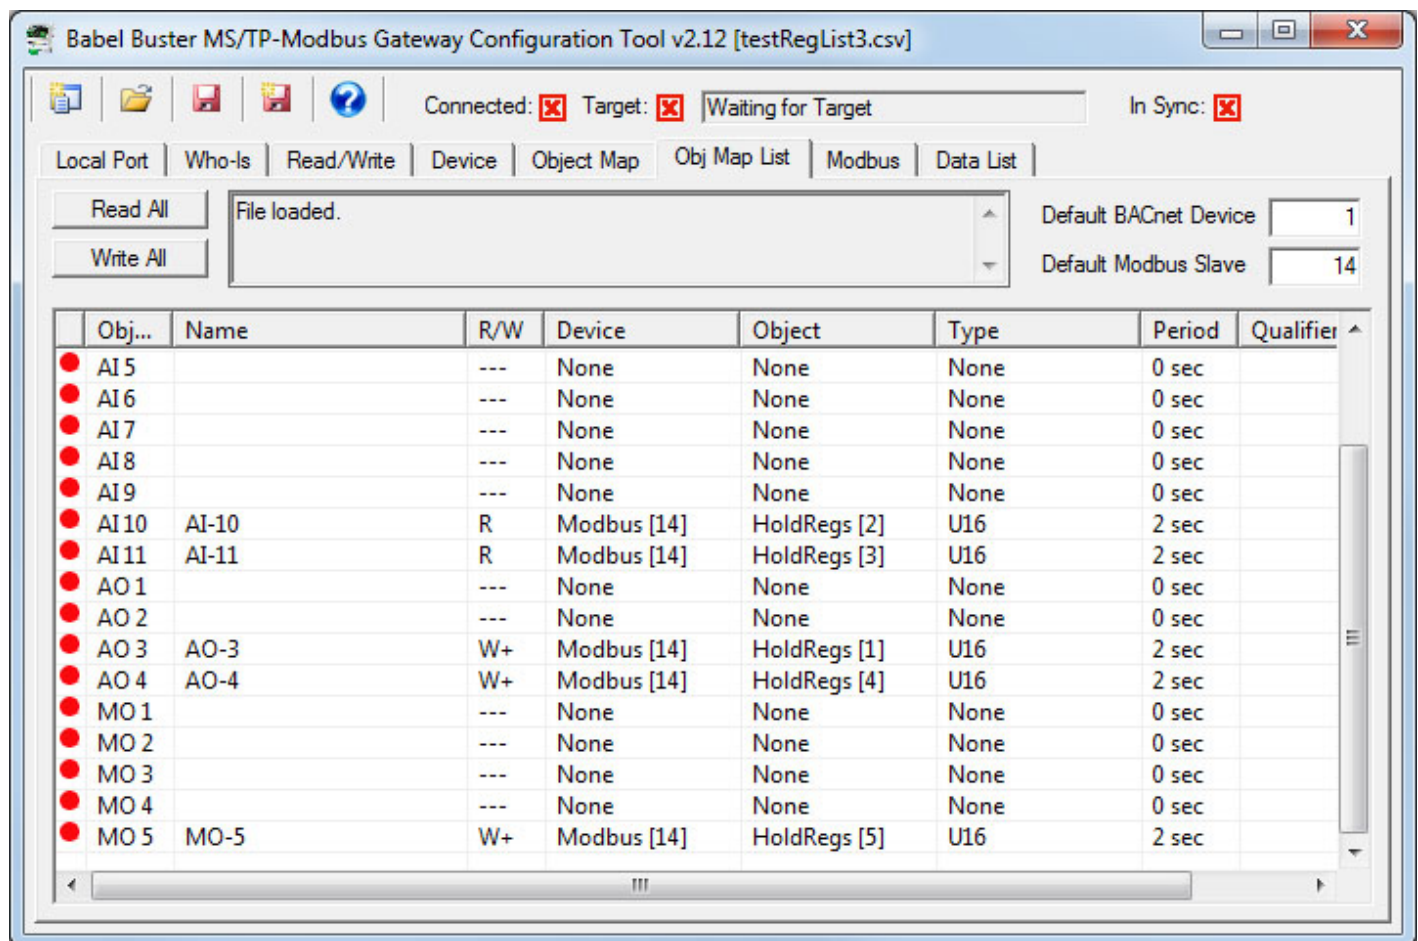 Babel Buster MS/TP-Modbus Gateway Configuration Tool v2.12 [testRegList3.csv]
Connected: Target: Waiting for Target In Sync:
Local Port Who-Is Read/Write Device Object Map Obj Map List Modbus Data List
Read All File loaded. Default BACnet Device 1
Write All Default Modbus Slave 14
Obj... Name R/W Device Object Type Period Qualifier
AI 5 --- None None None 0 sec
AI 6 --- None None None 0 sec
AI 7 --- None None None 0 sec
AI 8 --- None None None 0 sec
AI 9 --- None None None 0 sec
AI 10 AI-10 R Modbus [14] HoldRegs [2] U16 2 sec
AI 11 AI-11 R Modbus [14] HoldRegs [3] U16 2 sec
AO 1 --- None None None 0 sec
AO 2 --- None None None 0 sec
AO 3 AO-3 W+ Modbus [14] HoldRegs [1] U16 2 sec
AO 4 AO-4 W+ Modbus [14] HoldRegs [4] U16 2 sec
MO 1 --- None None None 0 sec
MO 2 --- None None None 0 sec
MO 3 --- None None None 0 sec
MO 4 --- None None None 0 sec
MO 5 MO-5 W+ Modbus [14] HoldRegs [5] U16 2 sec